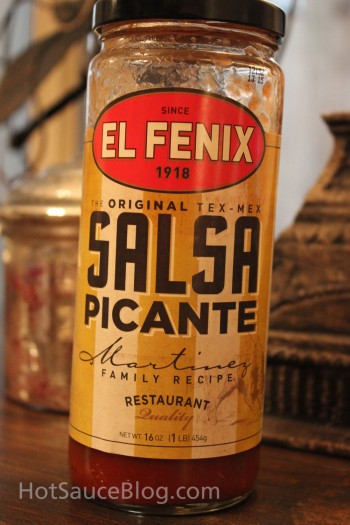 SINCE
EL FENIX
1918
THE ORIGINAL TEX-MEX
SALSA
PICANTE
Martinez
FAMILY RECIPE
RESTAURANT
Quality
NET WT 16 OZ (1 LB) 454g
HotSauceBlog.com